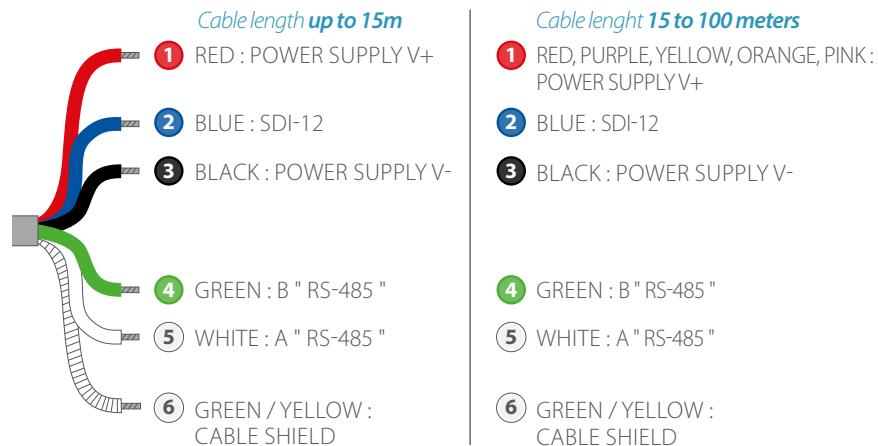 Cable length up to 15m
1 RED : POWER SUPPLY V+
2 BLUE : SDI-12
3 BLACK : POWER SUPPLY V-
4 GREEN : B " RS-485 "
5 WHITE : A " RS-485 "
6 GREEN / YELLOW :
CABLE SHIELD
Cable lenght 15 to 100 meters
1 RED, PURPLE, YELLOW, ORANGE, PINK :
POWER SUPPLY V+
2 BLUE : SDI-12
3 BLACK : POWER SUPPLY V-
4 GREEN : B " RS-485 "
5 WHITE : A " RS-485 "
6 GREEN / YELLOW :
CABLE SHIELD